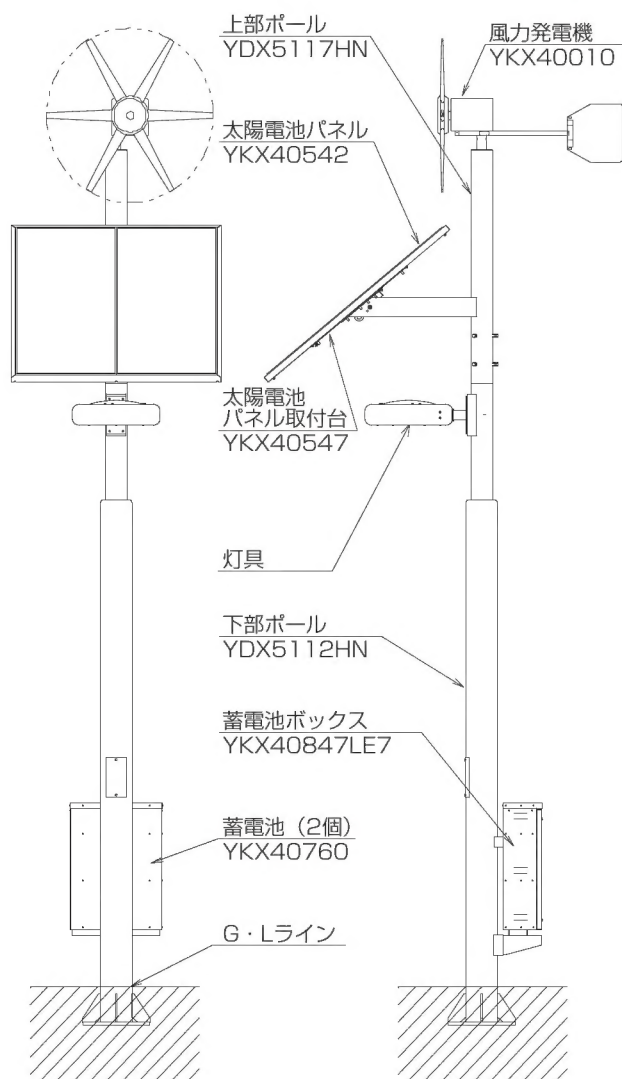 上部ポール
YDX5117HN
風力発電機
YKX40010
太陽電池パネル
YKX40542
太陽電池
パネル取付台
YKX40547
灯具
下部ポール
YDX5112HN
蓄電池ボックス
YKX40847LE7
蓄電池（2個）
YKX40760
G・Lライン